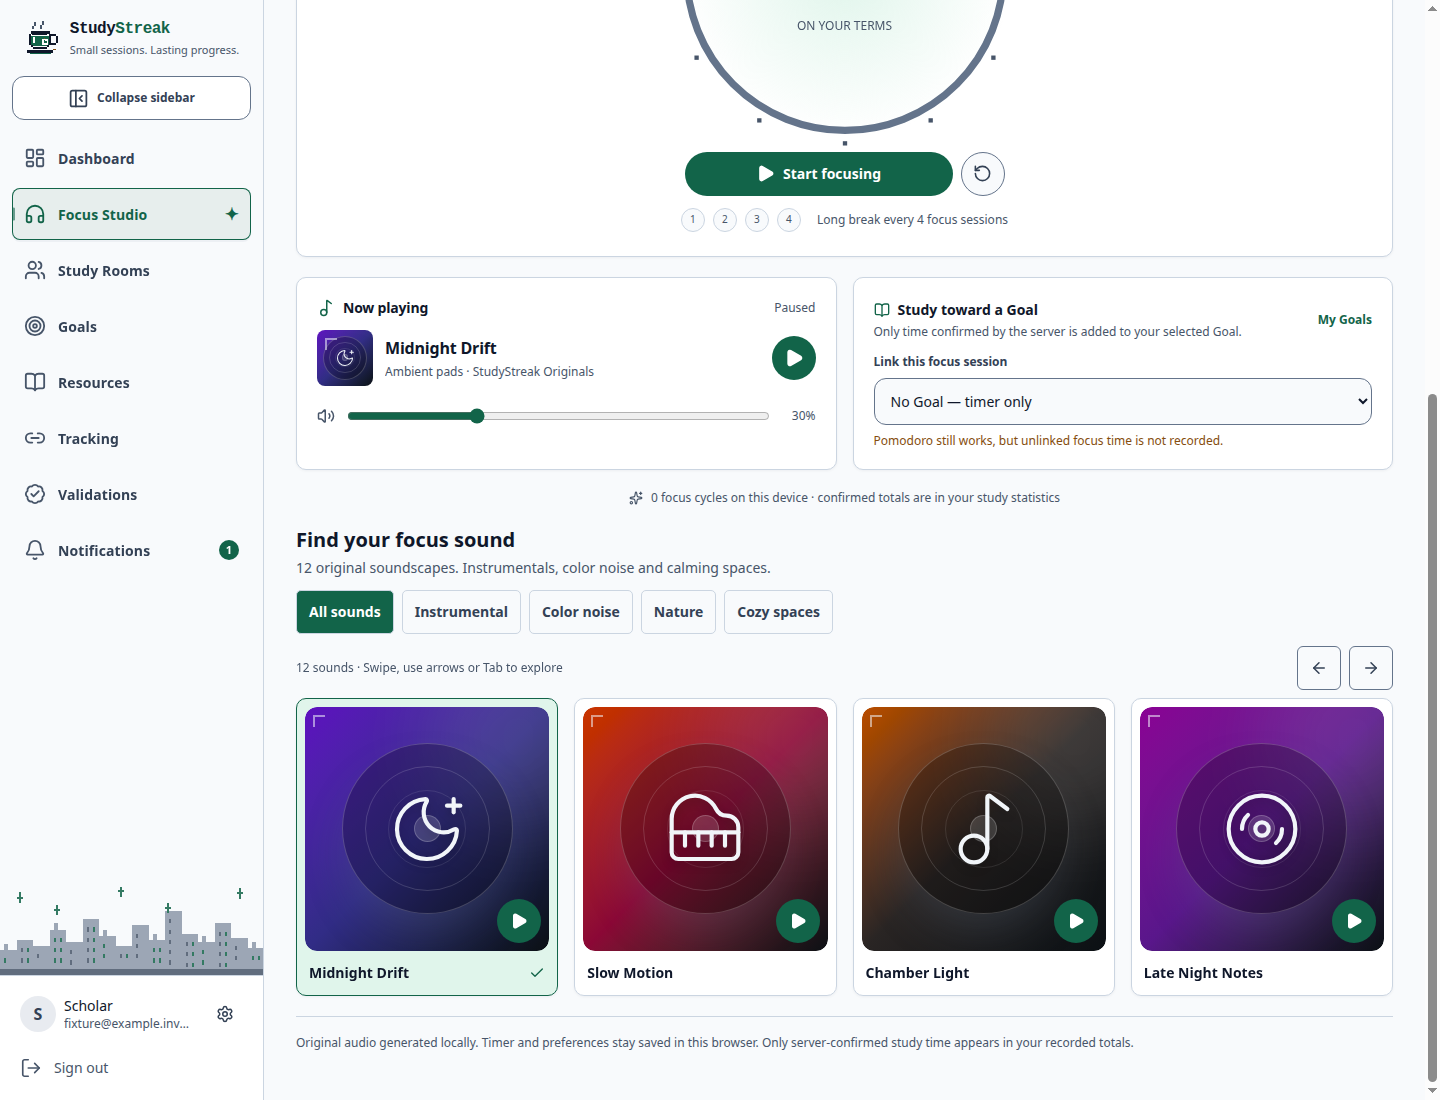 StudyStreak
Small sessions. Lasting progress.
Collapse sidebar
Dashboard
Focus Studio
Study Rooms
Goals
Resources
Tracking
Validations
Notifications
1
S
Scholar
fixture@example.inv...
Sign out
ON YOUR TERMS
Start focusing
1 2 3 4 Long break every 4 focus sessions
Now playing
Paused
Midnight Drift
Ambient pads · StudyStreak Originals
30%
Study toward a Goal
Only time confirmed by the server is added to your selected Goal.
My Goals
Link this focus session
No Goal — timer only
Pomodoro still works, but unlinked focus time is not recorded.
0 focus cycles on this device · confirmed totals are in your study statistics
Find your focus sound
12 original soundscapes. Instrumentals, color noise and calming spaces.
All sounds
Instrumental
Color noise
Nature
Cozy spaces
12 sounds · Swipe, use arrows or Tab to explore
Midnight Drift
Slow Motion
Chamber Light
Late Night Notes
Original audio generated locally. Timer and preferences stay saved in this browser. Only server-confirmed study time appears in your recorded totals.